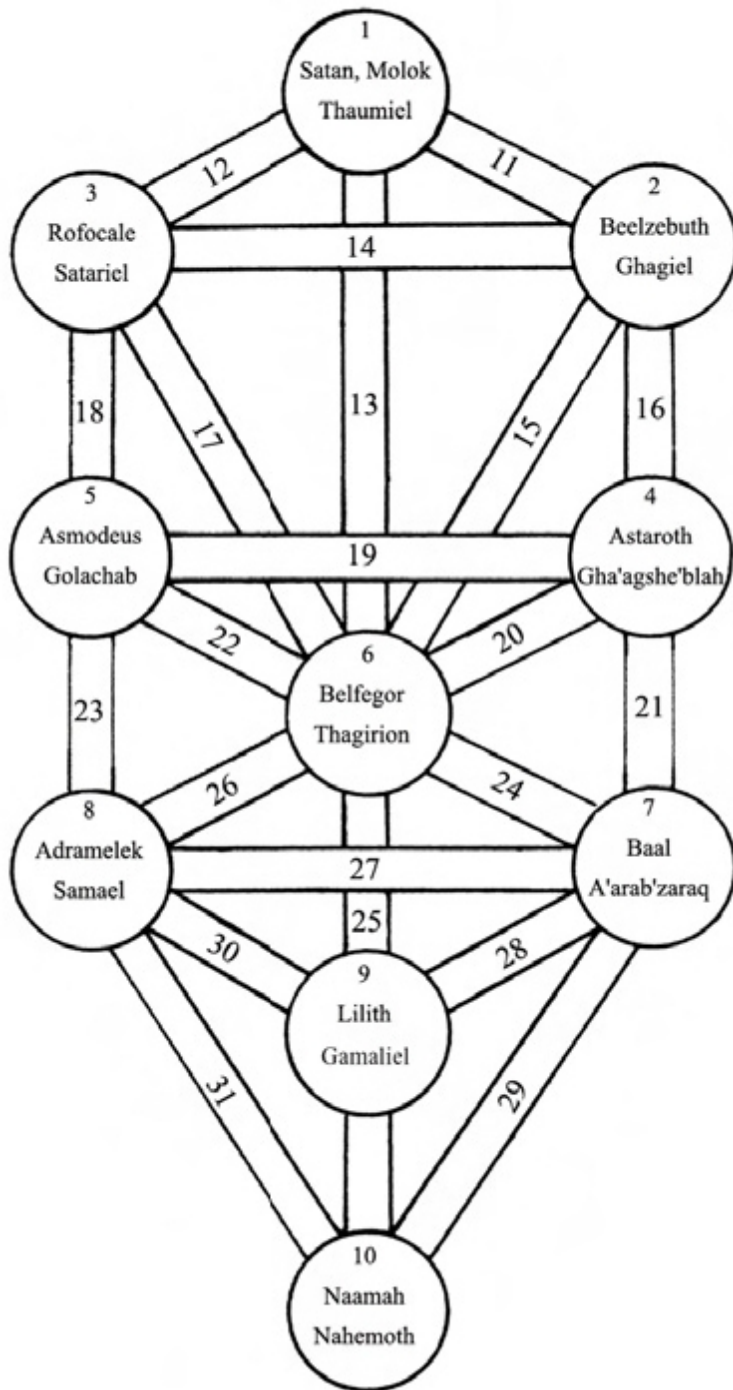 1
Satan, Molok
Thaumiel
12
11
3
Rofocale
Satariel
2
Beelzebuth
Ghagiel
14
18
17
13
15
16
5
Asmodeus
Golachab
4
Astaroth
Gha'agshe'blah
19
22
20
6
Belfegor
Thagirion
23
21
26
24
8
Adramelek
Samael
7
Baal
A'arab'zaraq
27
25
30
28
9
Lilith
Gamaliel
31
29
10
Naamah
Nahemoth